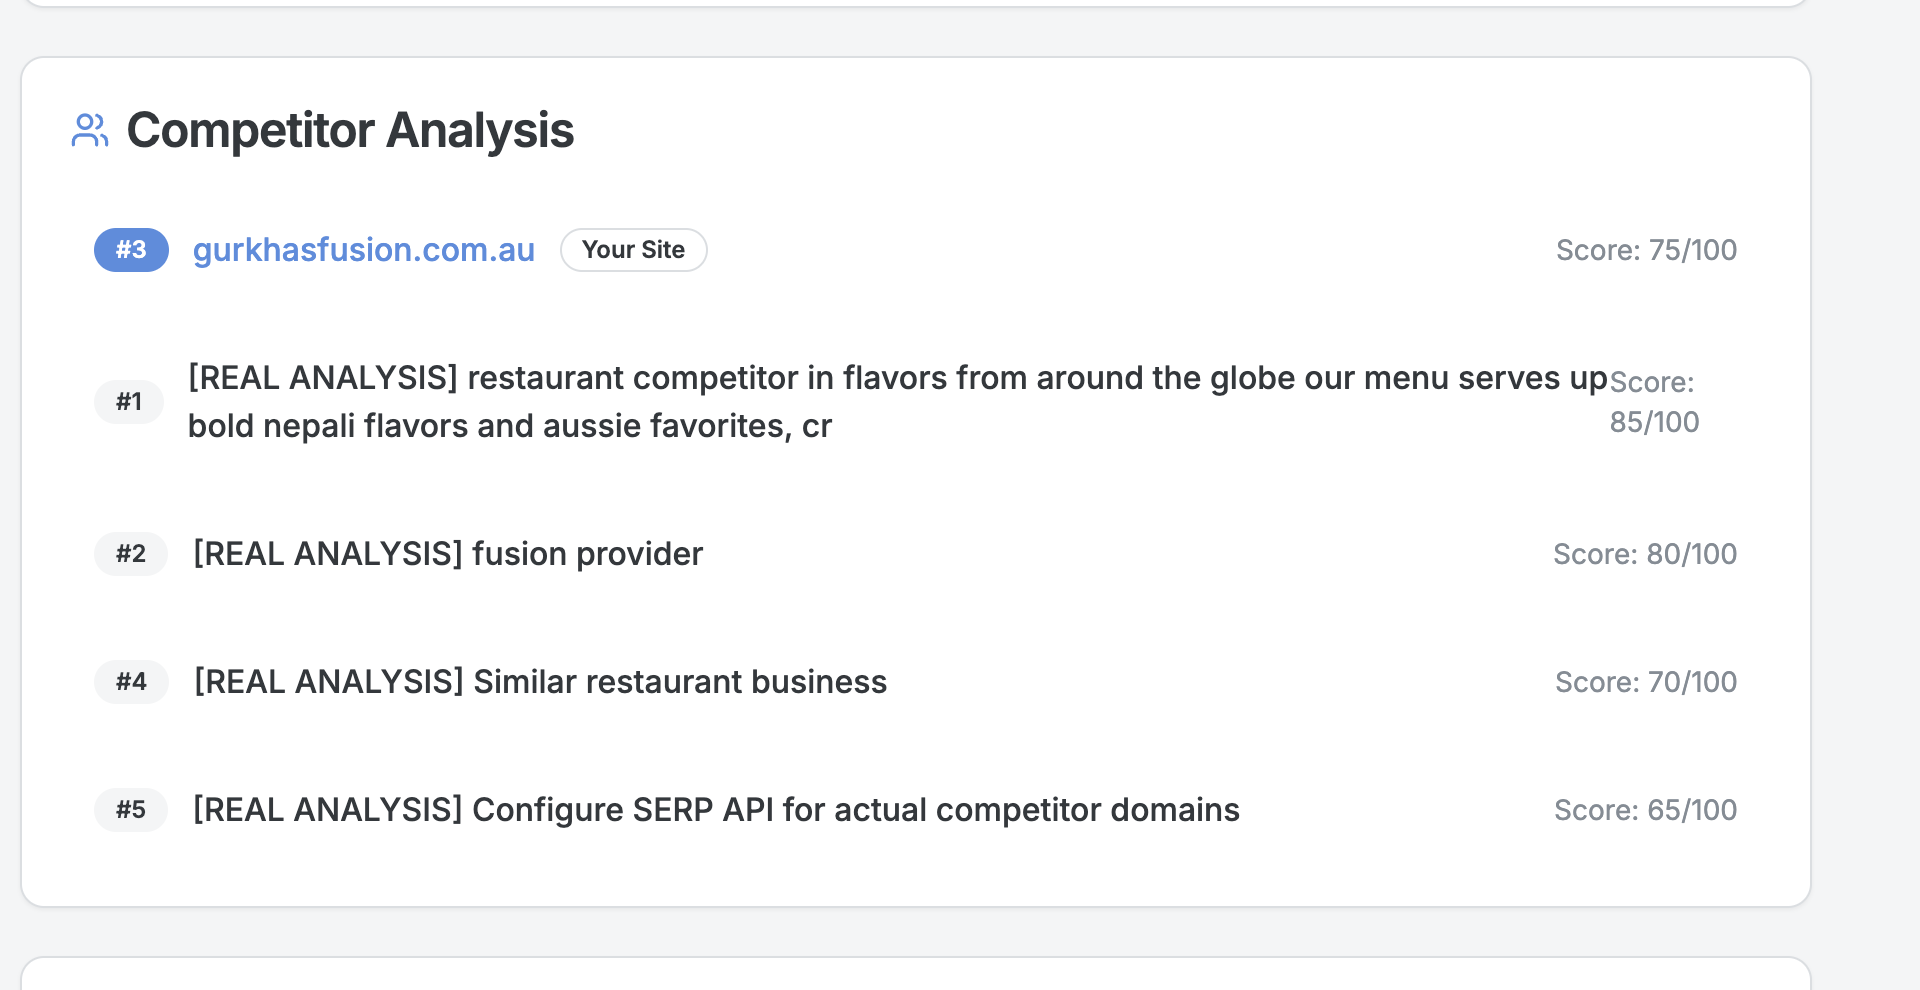 Competitor Analysis
#3 gurkhasfusion.com.au Your Site Score: 75/100
#1 [REAL ANALYSIS] restaurant competitor in flavors from around the globe our menu serves up Score:
bold nepali flavors and aussie favorites, cr 85/100
#2 [REAL ANALYSIS] fusion provider Score: 80/100
#4 [REAL ANALYSIS] Similar restaurant business Score: 70/100
#5 [REAL ANALYSIS] Configure SERP API for actual competitor domains Score: 65/100